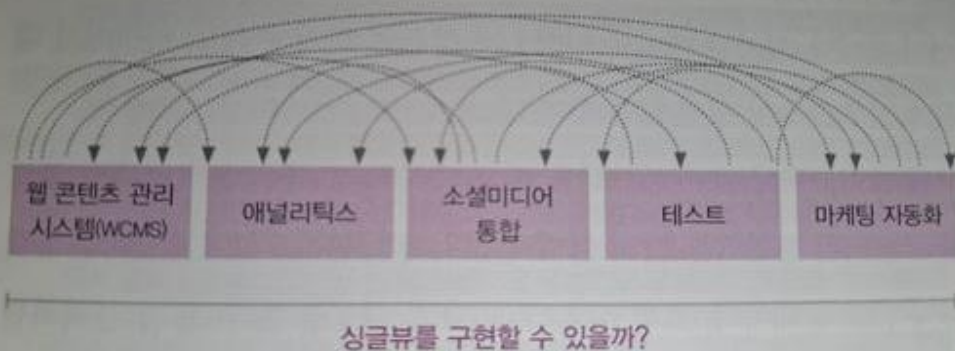 웹 콘텐츠 관리
시스템(WCMS)
애널리틱스
소셜미디어
통합
테스트
마케팅 자동화
싱글뷰를 구현할 수 있을까?